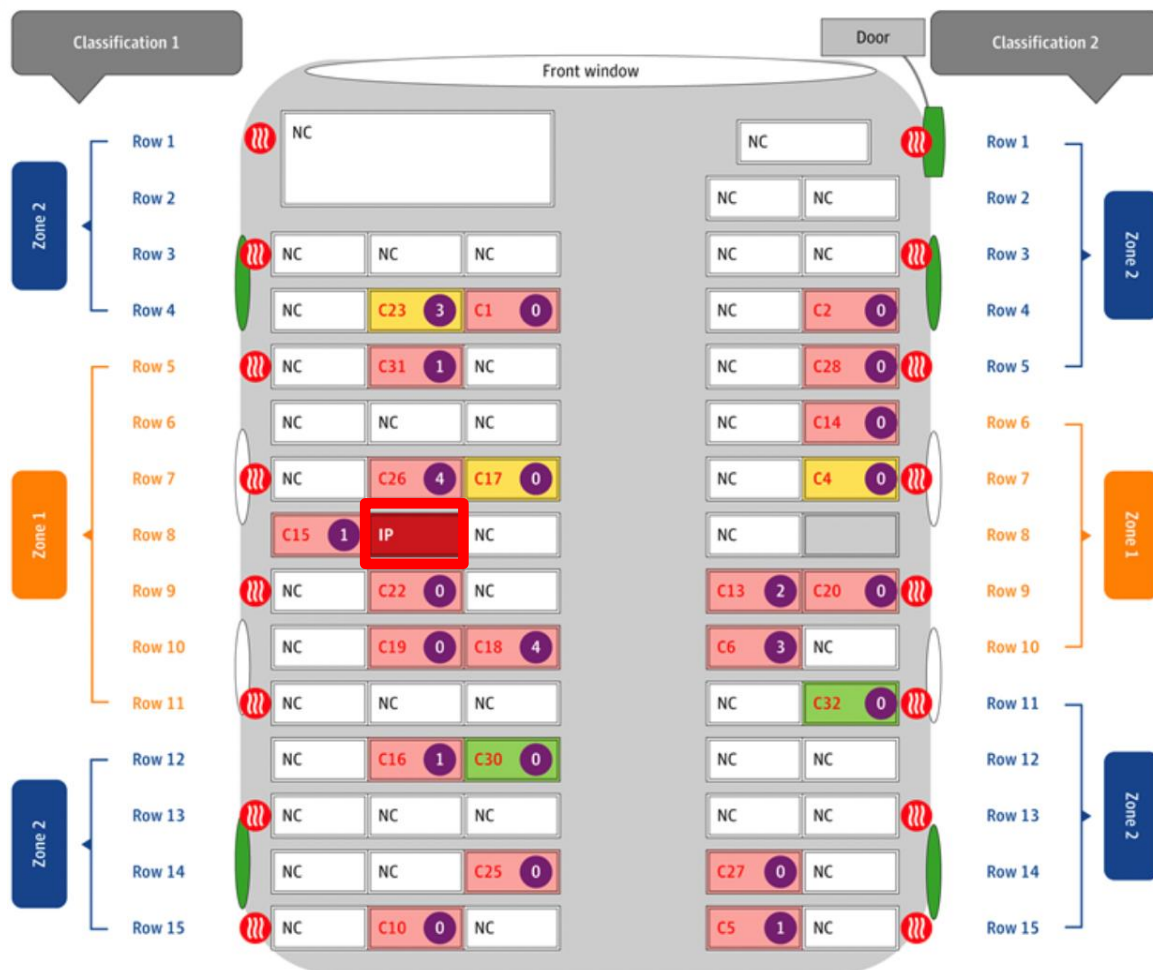 Classification 1
Door
Classification 2
Front window
Row 1 NC NC Row 1
Row 2 NC NC Row 2
Row 3 NC NC NC NC NC Row 3
Row 4 NC C23 3 C1 0 NC C2 0 Row 4
Zone 2
Zone 2
Row 5 NC C31 1 NC NC C28 0 Row 5
Row 6 NC NC NC NC C14 0 Row 6
Row 7 NC C26 4 C17 0 NC C4 0 Row 7
Row 8 C15 1 IP NC NC Row 8
Zone 1
Zone 1
Row 9 NC C22 0 NC C13 2 C20 0 Row 9
Row 10 NC C19 0 C18 4 C6 3 NC Row 10
Row 11 NC NC NC NC C32 0 Row 11
Row 12 NC C16 1 C30 0 NC NC Row 12
Row 13 NC NC NC NC NC Row 13
Zone 2
Zone 2
Row 14 NC NC C25 0 C27 0 NC Row 14
Row 15 NC C10 0 NC C5 1 NC Row 15